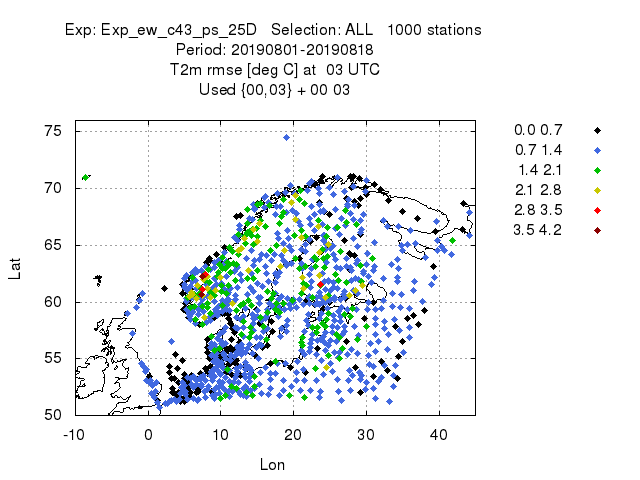 Exp: Exp_ew_c43_ps_25D   Selection: ALL   1000 stations
Period: 20190801-20190818
T2m rmse [deg C] at  03 UTC
Used {00,03} + 00 03
0.0 0.7
0.7 1.4
1.4 2.1
2.1 2.8
2.8 3.5
3.5 4.2
75
70
65
60
55
50
Lat
-10 0 10 20 30 40
Lon